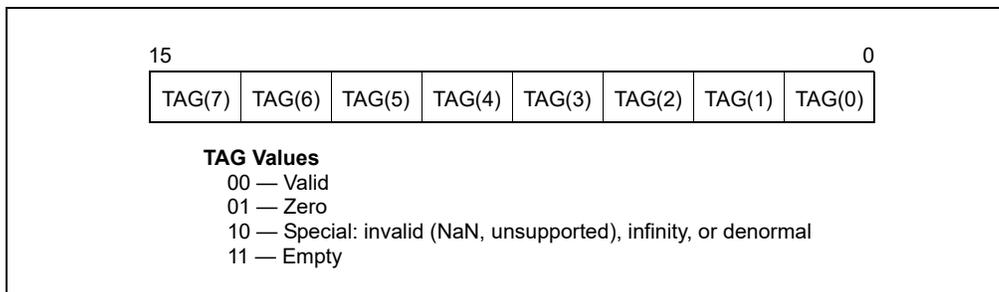 15 0
TAG(7) TAG(6) TAG(5) TAG(4) TAG(3) TAG(2) TAG(1) TAG(0)
TAG Values
00 — Valid
01 — Zero
10 — Special: invalid (NaN, unsupported), infinity, or denormal
11 — Empty